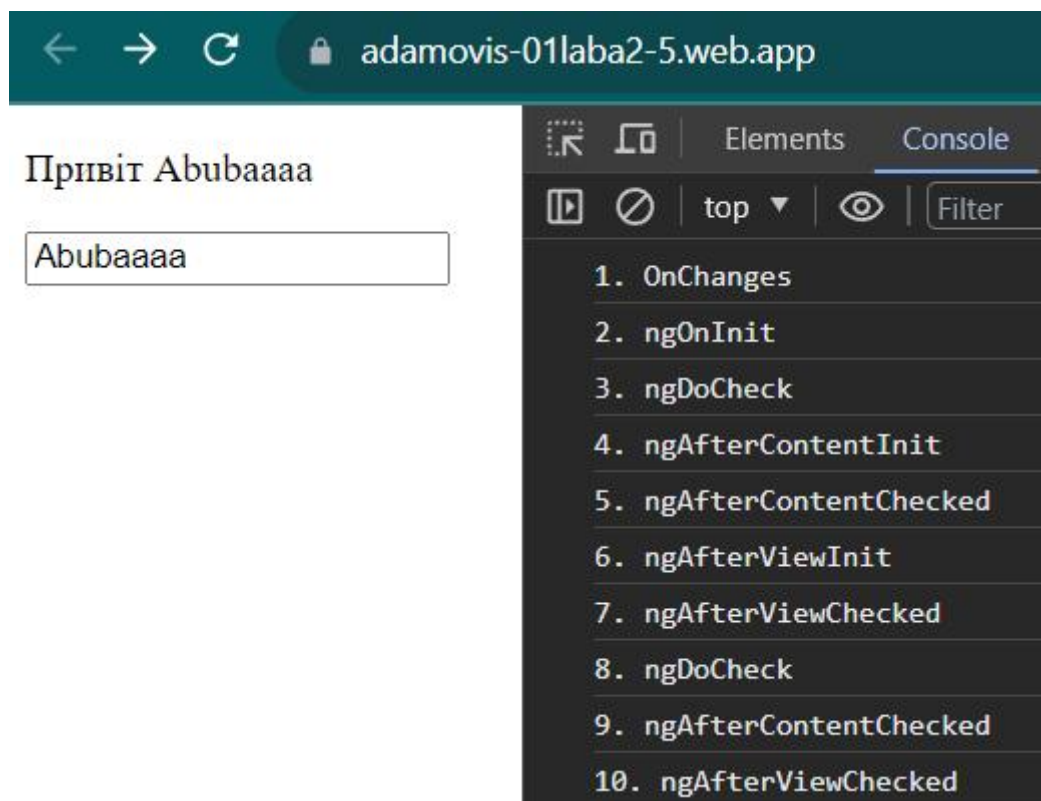 adamovis-01laba2-5.web.app
Привіт Abubaaaa
Abubaaaa
Elements Console
top Filter
1. OnChanges
2. ngOnInit
3. ngDoCheck
4. ngAfterContentInit
5. ngAfterContentChecked
6. ngAfterViewInit
7. ngAfterViewChecked
8. ngDoCheck
9. ngAfterContentChecked
10. ngAfterViewChecked